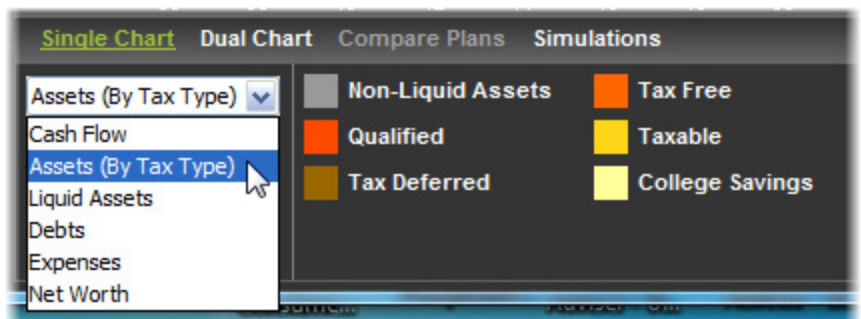 Single Chart Dual Chart Compare Plans Simulations
Assets (By Tax Type)
Cash Flow
Assets (By Tax Type)
Liquid Assets
Debts
Expenses
Net Worth
Non-Liquid Assets Tax Free
Qualified Taxable
Tax Deferred College Savings